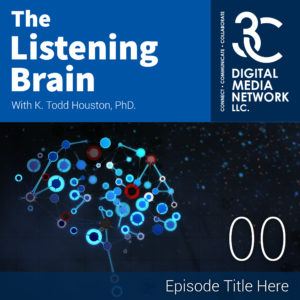 The
Listening
Brain
With K. Todd Houston, PhD.
CONNECT • COMMUNICATE • COLLABORATE
3C
DIGITAL
MEDIA
NETWORK
LLC.
00
Episode Title Here